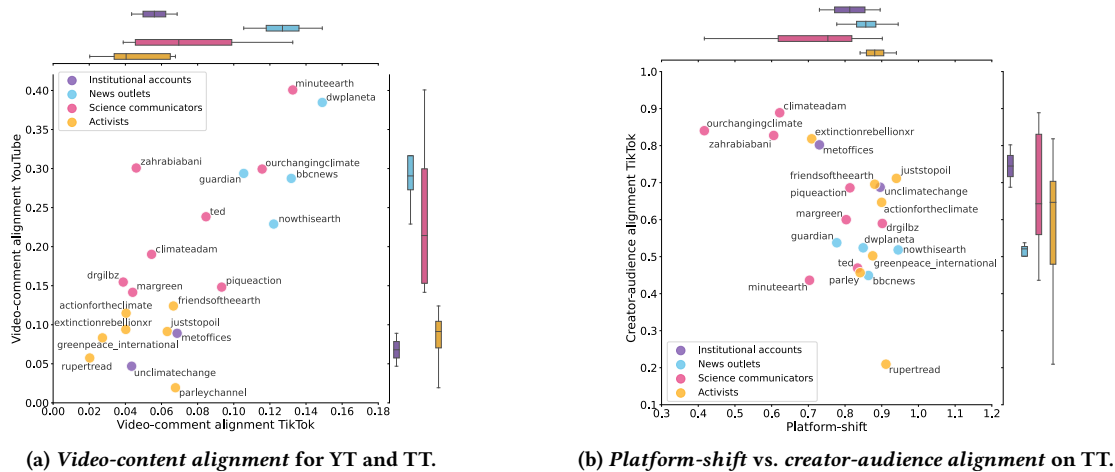 Institutional accounts
News outlets
Science communicators
Activists
minuteearth
dwplaneta
zahrabiabani
ourchangingclimate
guardian
bbcnews
ted
nowthisearth
climateadam
drgilbz
margreen
piqueaction
actionfortheclimate
friendsoftheearth
extinctionrebellionxr
juststopoil
greenpeace_international
metoffices
rupertread
unclimatechange
parleychannel
0.40
0.35
0.30
0.25
0.20
0.15
0.10
0.05
0.00
Video-comment alignment YouTube
0.00 0.02 0.04 0.06 0.08 0.10 0.12 0.14 0.16 0.18
Video-comment alignment TikTok
(a) Video-content alignment for YT and TT.
1.0
0.9
0.8
0.7
0.6
0.5
0.4
0.3
0.2
0.1
Creator-audience alignment TikTok
climateadam
ourchangingclimate
extinctionrebellionxr
zahrabiabani
metoffices
friendsoftheearth
juststopoil
piqueaction
unclimatechange
actionfortheclimate
margreen
drgilbz
guardian
dwplaneta
nowthisearth
greenpeace_international
ted
minuteearth
parley
bbcnews
Institutional accounts
News outlets
Science communicators
Activists
rupertread
0.3 0.4 0.5 0.6 0.7 0.8 0.9 1.0 1.1 1.2
Platform-shift
(b) Platform-shift vs. creator-audience alignment on TT.